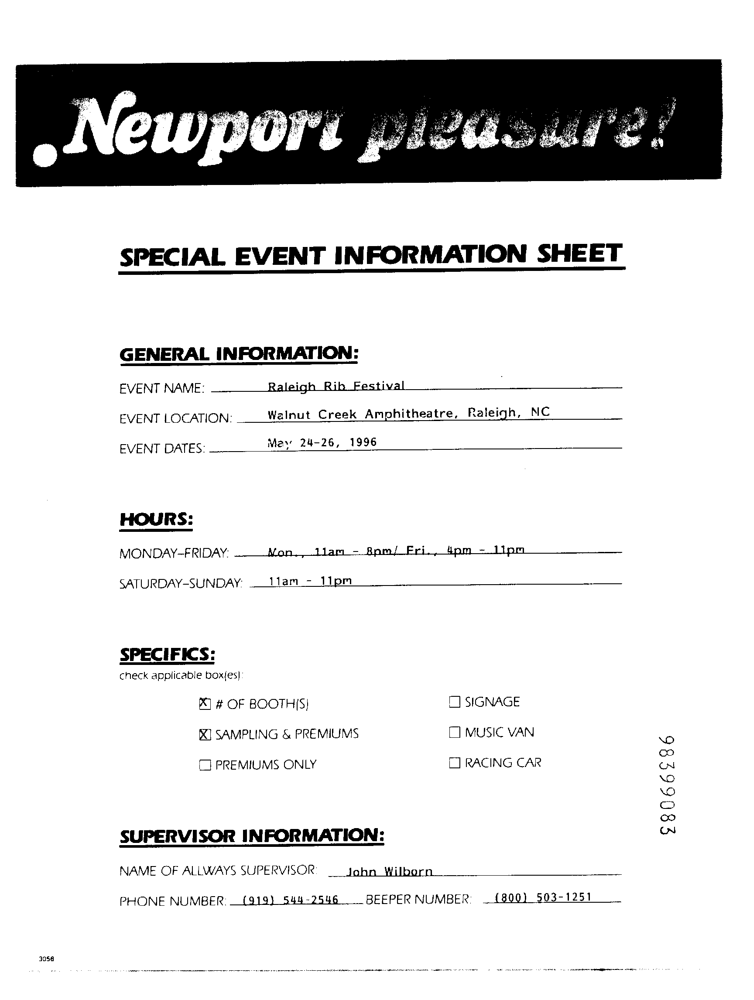 Newport pleasure!
SPECIAL EVENT INFORMATION SHEET
GENERAL INFORMATION:
EVENT NAME: Raleigh Rib Festival
EVENT LOCATION: Walnut Creek Amphitheatre, Raleigh, NC
EVENT DATES: May 24-26, 1996
HOURS:
MONDAY–FRIDAY: Mon., 11am - 8pm/ Fri., 4pm - 11pm
SATURDAY–SUNDAY: 11am - 11pm
SPECIFICS:
check applicable box(es):
X # OF BOOTH(S)
SIGNAGE
X SAMPLING & PREMIUMS
MUSIC VAN
PREMIUMS ONLY
RACING CAR
98399083
SUPERVISOR INFORMATION:
NAME OF ALLWAYS SUPERVISOR: John Wilborn
PHONE NUMBER: (919) 544-2546 BEEPER NUMBER: (800) 503-1251
3056